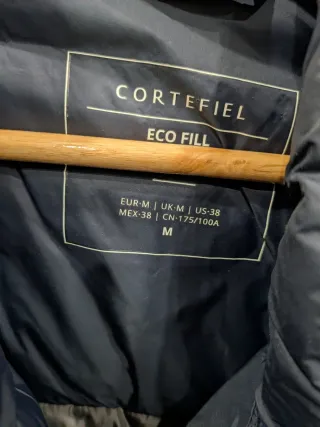 CORTEFIEL
ECO FILL
EUR·M | UK·M | US·38
MEX·38 | CN·175/100A
M